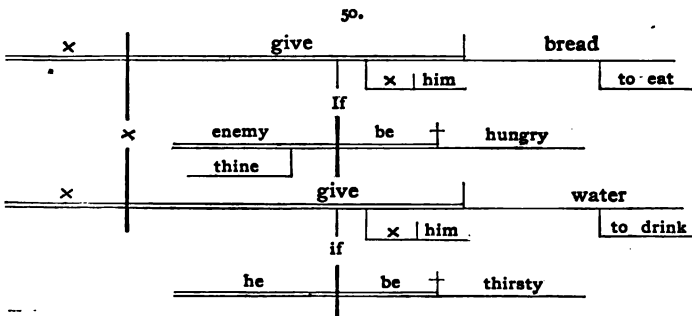 50.
× give bread
× him to eat
If
× enemy be hungry
thine
× give water
× him to drink
if
he be thirsty